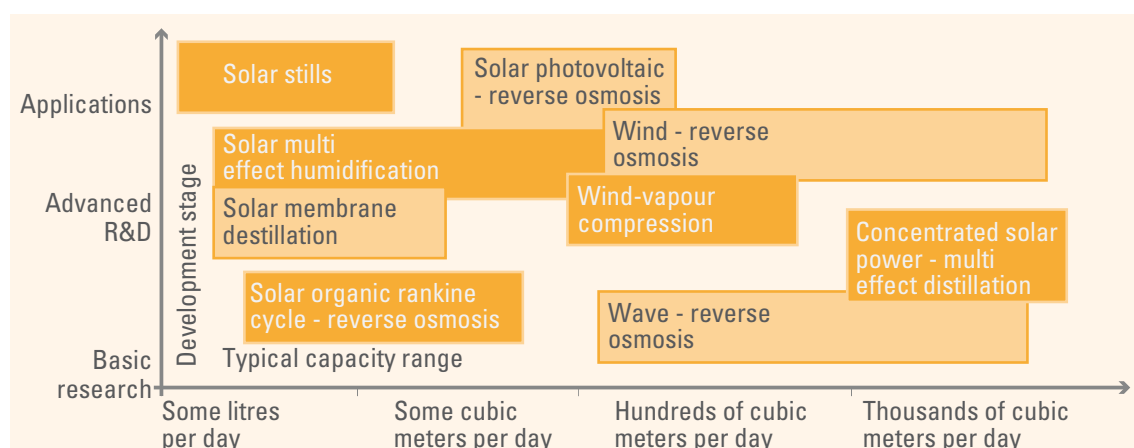 Applications
Advanced
R&D
Basic
research
Development stage
Solar stills
Solar photovoltaic
- reverse osmosis
Solar multi
effect humidification
Wind - reverse
osmosis
Solar membrane
destillation
Wind-vapour
compression
Concentrated solar
power - multi
effect distillation
Solar organic rankine
cycle - reverse osmosis
Wave - reverse
osmosis
Typical capacity range
Some litres
per day
Some cubic
meters per day
Hundreds of cubic
meters per day
Thousands of cubic
meters per day